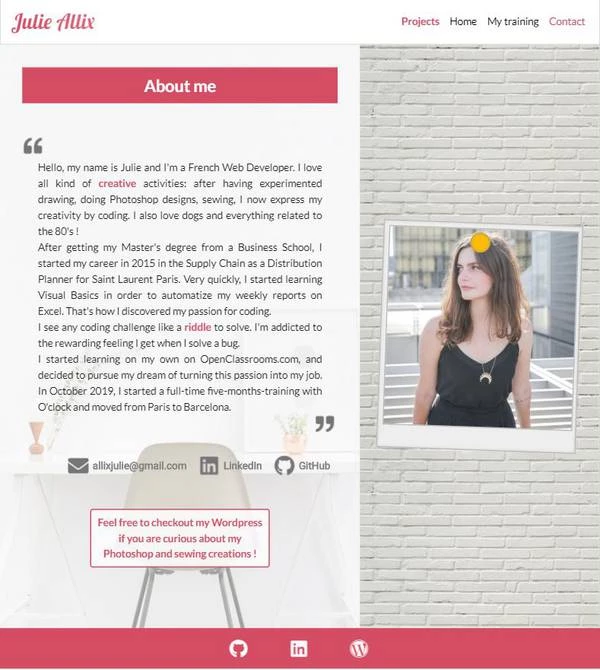 Julie Allix
Projects Home My training Contact
About me
“
Hello, my name is Julie and I'm a French Web Developer. I love
all kind of creative activities: after having experimented
drawing, doing Photoshop designs, sewing, I now express my
creativity by coding. I also love dogs and everything related to
the 80's !
After getting my Master's degree from a Business School, I
started my career in 2015 in the Supply Chain as a Distribution
Planner for Saint Laurent Paris. Very quickly, I started learning
Visual Basics in order to automatize my weekly reports on
Excel. That's how I discovered my passion for coding.
I see any coding challenge like a riddle to solve. I'm addicted to
the rewarding feeling I get when I solve a bug.
I started learning on my own on OpenClassrooms.com, and
decided to pursue my dream of turning this passion into my job.
In October 2019, I started a full-time five-months-training with
O'clock and moved from Paris to Barcelona.
”
allixjulie@gmail.com LinkedIn GitHub
Feel free to checkout my Wordpress
if you are curious about my
Photoshop and sewing creations !